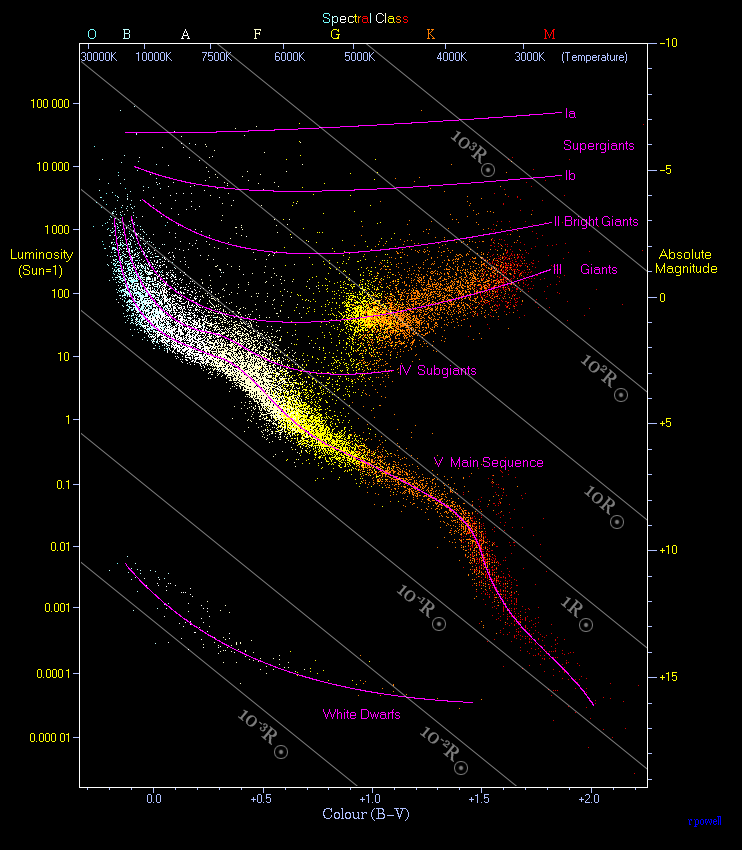 Spectral Class
O B A F G K M
30000K 10000K 7500K 6000K 5000K 4000K 3000K (Temperature)
-10
100 000
Ia
10³R☉
Supergiants
10 000
-5
Ib
1000
II Bright Giants
Luminosity
(Sun=1)
Absolute
Magnitude
III Giants
100
0
10
IV Subgiants
10²R☉
1
+5
V Main Sequence
0.1
10R☉
0.01
+10
0.001
10⁻¹R☉
1R☉
0.0001
+15
White Dwarfs
0.000 01
10⁻³R☉
10⁻²R☉
0.0 +0.5 +1.0 +1.5 +2.0
Colour (B-V)
rpowell